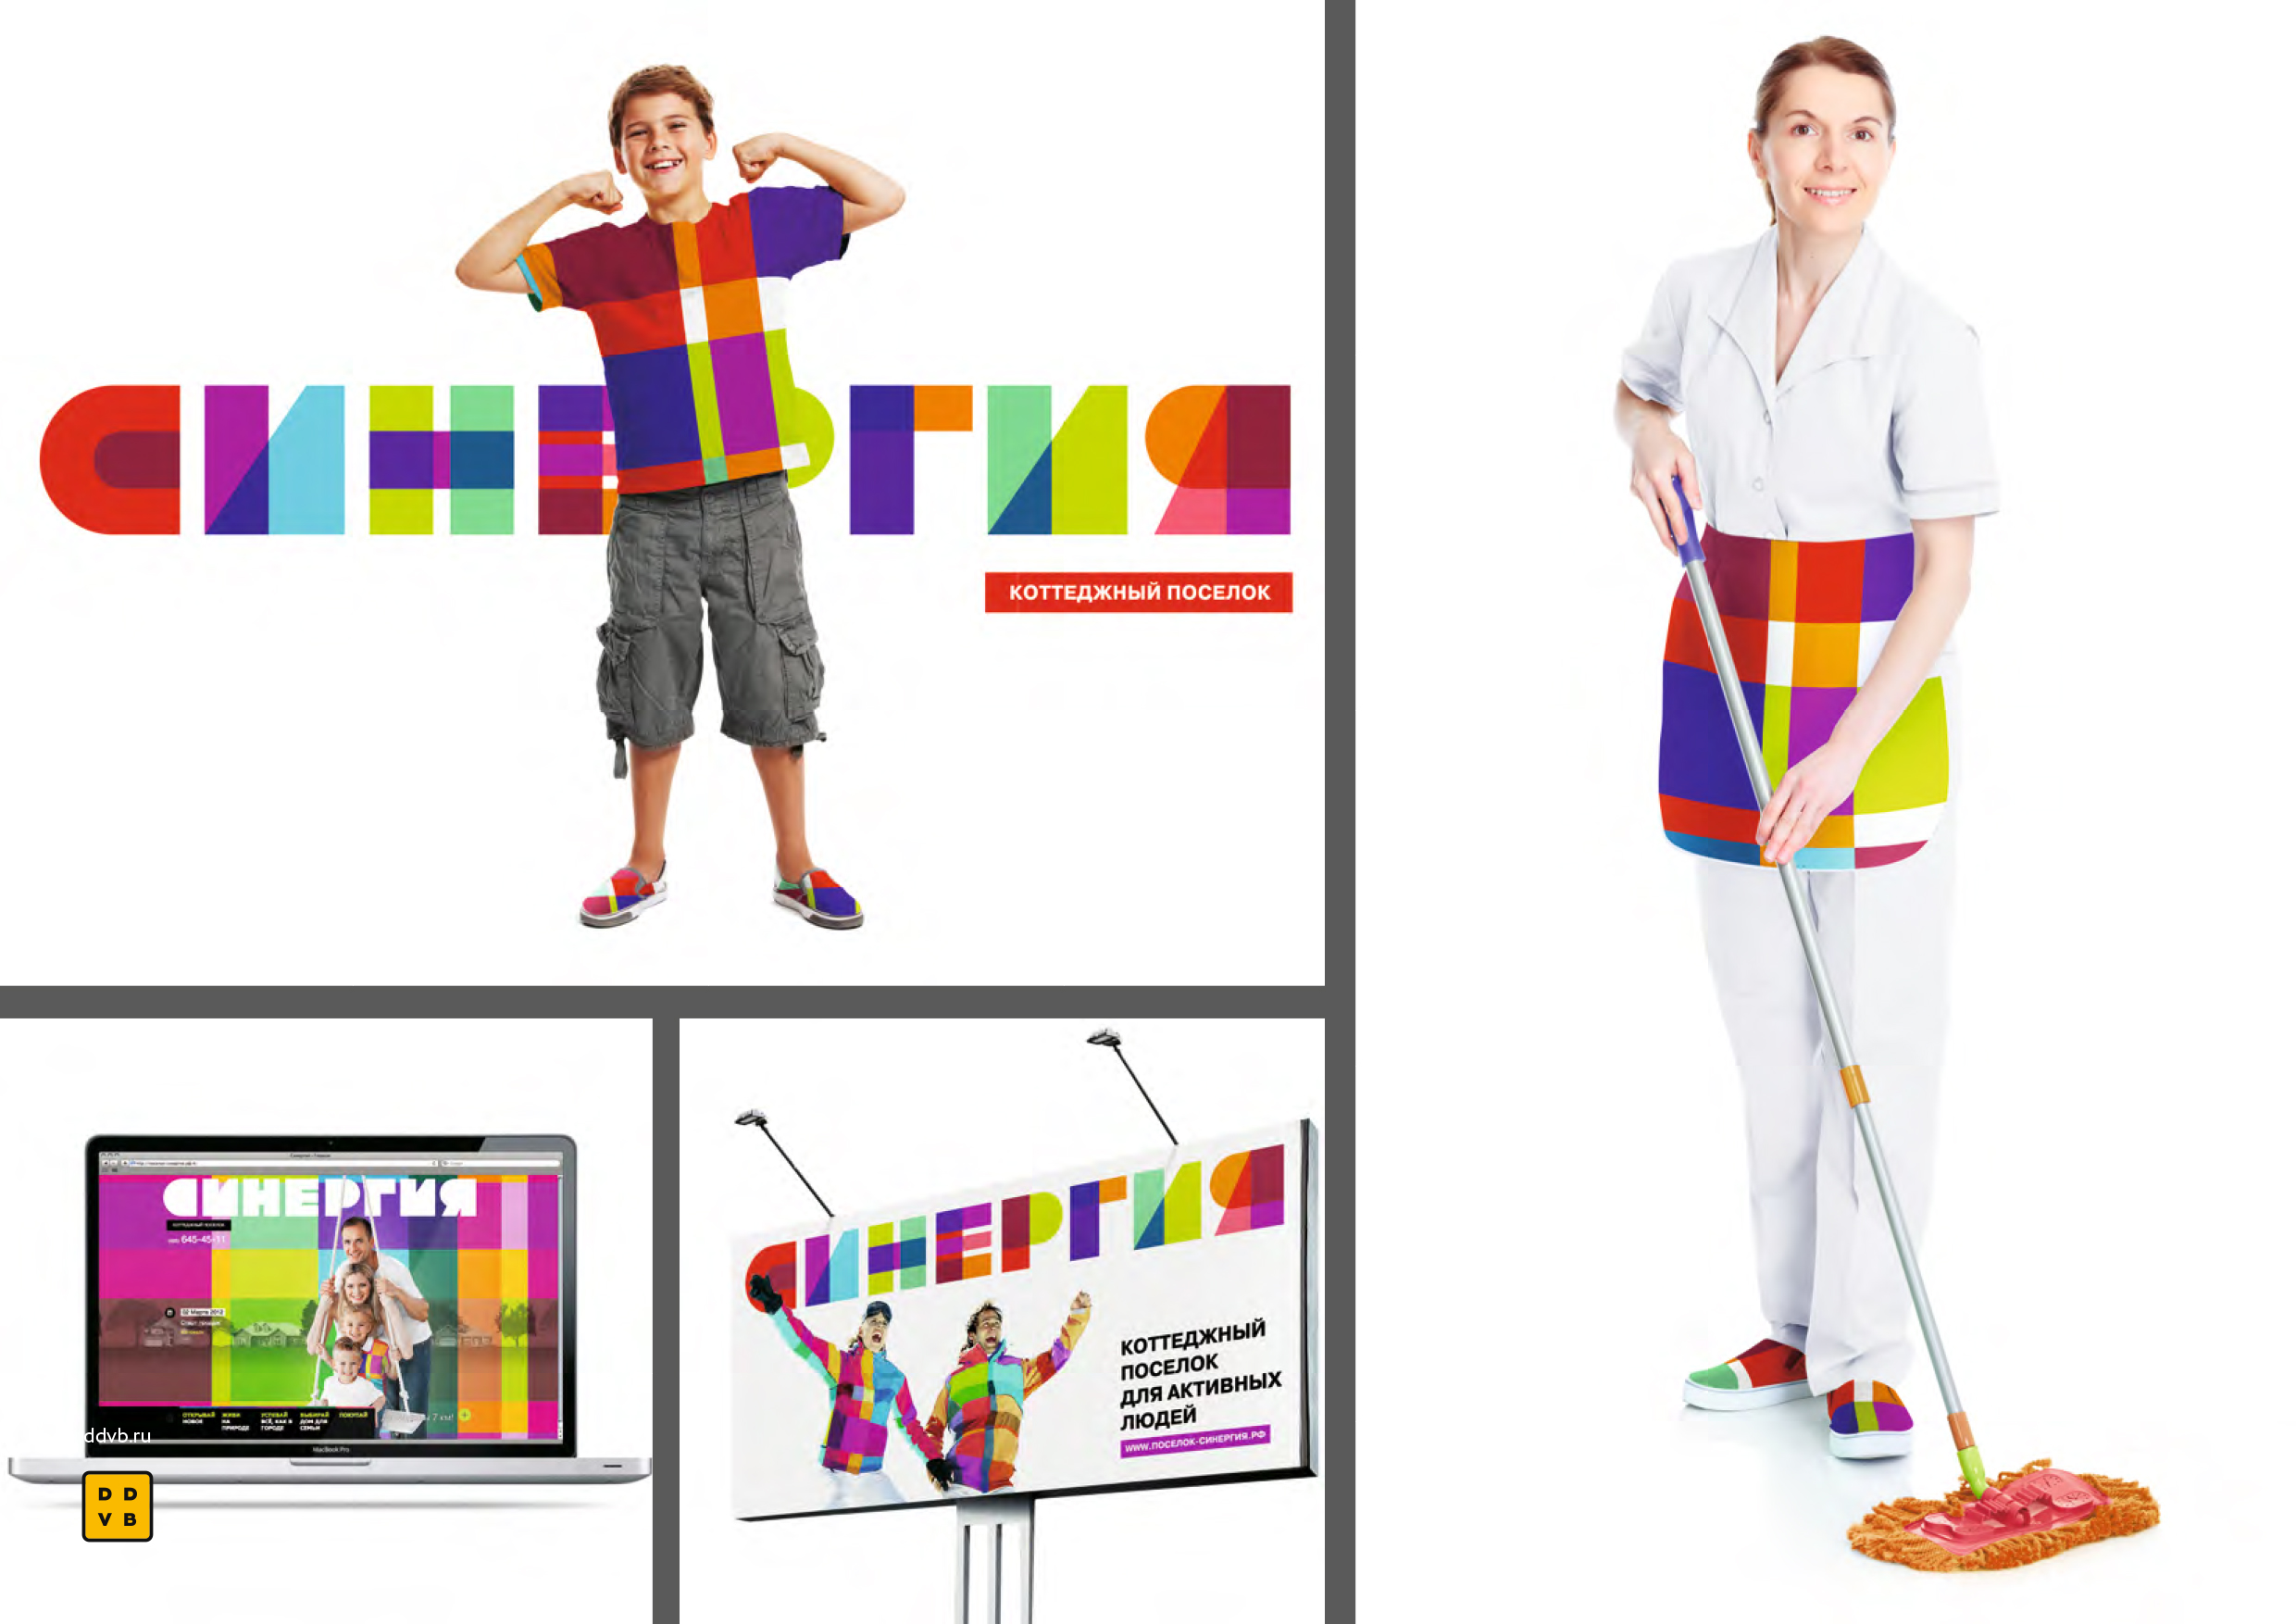 СИНЕРГИЯ
КОТТЕДЖНЫЙ ПОСЕЛОК
СИНЕРГИЯ
КОТТЕДЖНЫЙ ПОСЕЛОК
645-45-11
02 Марта 2012
ОТКРЫВАЙ НОВОЕ
ЖИВИ НА ПРИРОДЕ
УСПЕВАЙ ВСЁ, КАК В ГОРОДЕ
ВЫБИРАЙ ДОМ ДЛЯ СЕМЬИ
ПОКУПАЙ
MacBook Pro
ddvb.ru
D D
V B
СИНЕРГИЯ
КОТТЕДЖНЫЙ
ПОСЕЛОК
ДЛЯ АКТИВНЫХ
ЛЮДЕЙ
WWW.ПОСЕЛОК-СИНЕРГИЯ.РФ